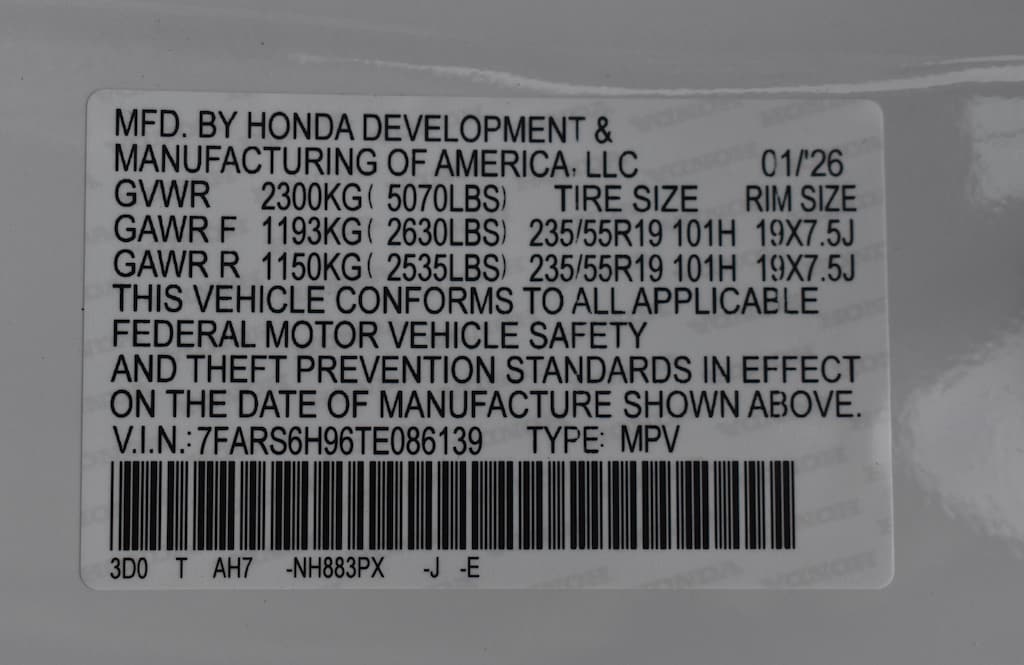 MFD. BY HONDA DEVELOPMENT &
MANUFACTURING OF AMERICA, LLC 01/'26
GVWR 2300KG( 5070LBS) TIRE SIZE RIM SIZE
GAWR F 1193KG( 2630LBS) 235/55R19 101H 19X7.5J
GAWR R 1150KG( 2535LBS) 235/55R19 101H 19X7.5J
THIS VEHICLE CONFORMS TO ALL APPLICABLE
FEDERAL MOTOR VEHICLE SAFETY
AND THEFT PREVENTION STANDARDS IN EFFECT
ON THE DATE OF MANUFACTURE SHOWN ABOVE.
V.I.N.: 7FARS6H96TE086139 TYPE: MPV
3D0 T AH7 -NH883PX -J -E